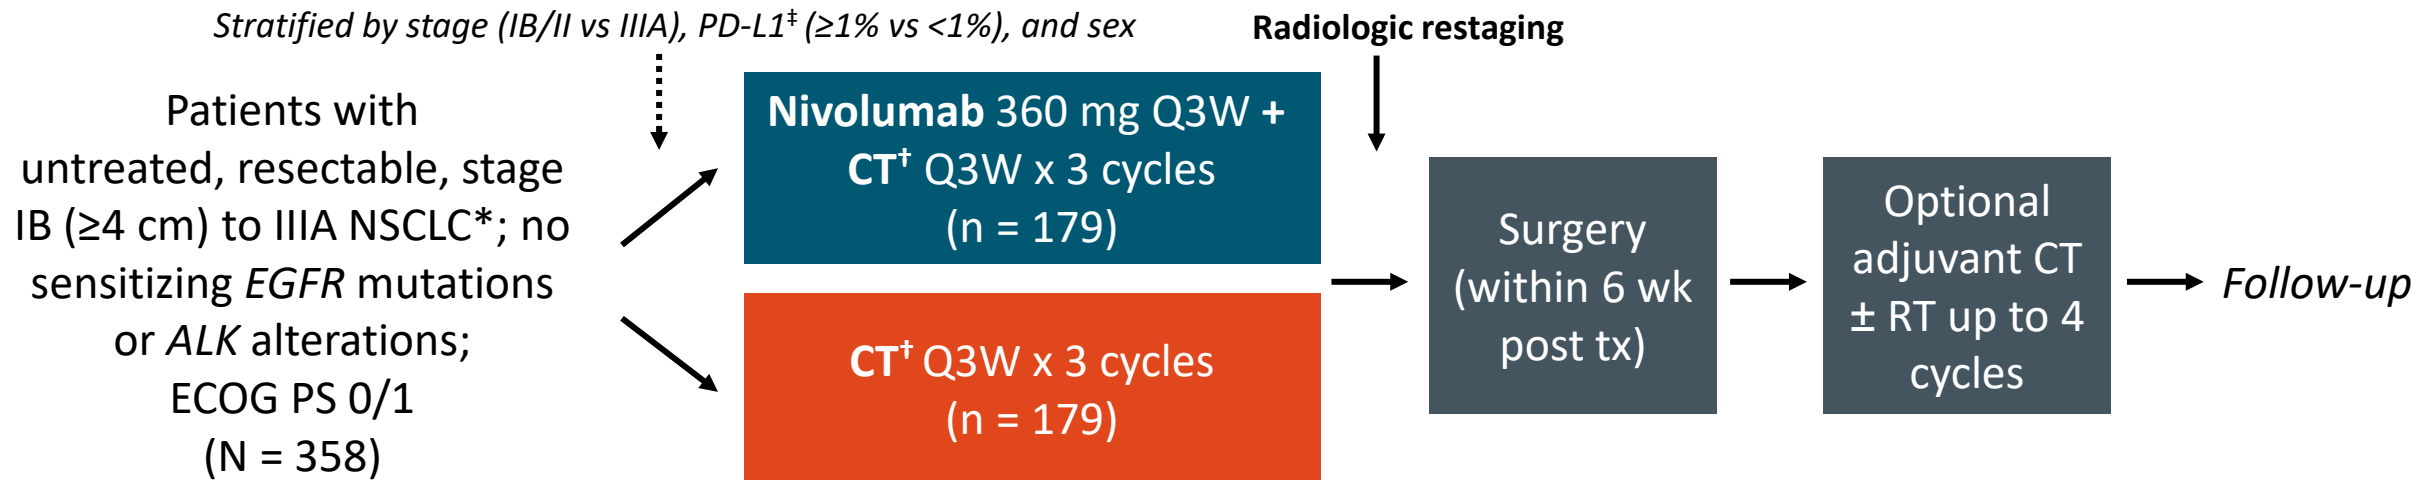 Stratified by stage (IB/II vs IIIA), PD-L1‡ (≥1% vs <1%), and sex
Radiologic restaging
Patients with
untreated, resectable, stage
IB (≥4 cm) to IIIA NSCLC*; no
sensitizing EGFR mutations
or ALK alterations;
ECOG PS 0/1
(N = 358)
Nivolumab 360 mg Q3W +
CT† Q3W x 3 cycles
(n = 179)
CT† Q3W x 3 cycles
(n = 179)
Surgery
(within 6 wk
post tx)
Optional
adjuvant CT
± RT up to 4
cycles
Follow-up